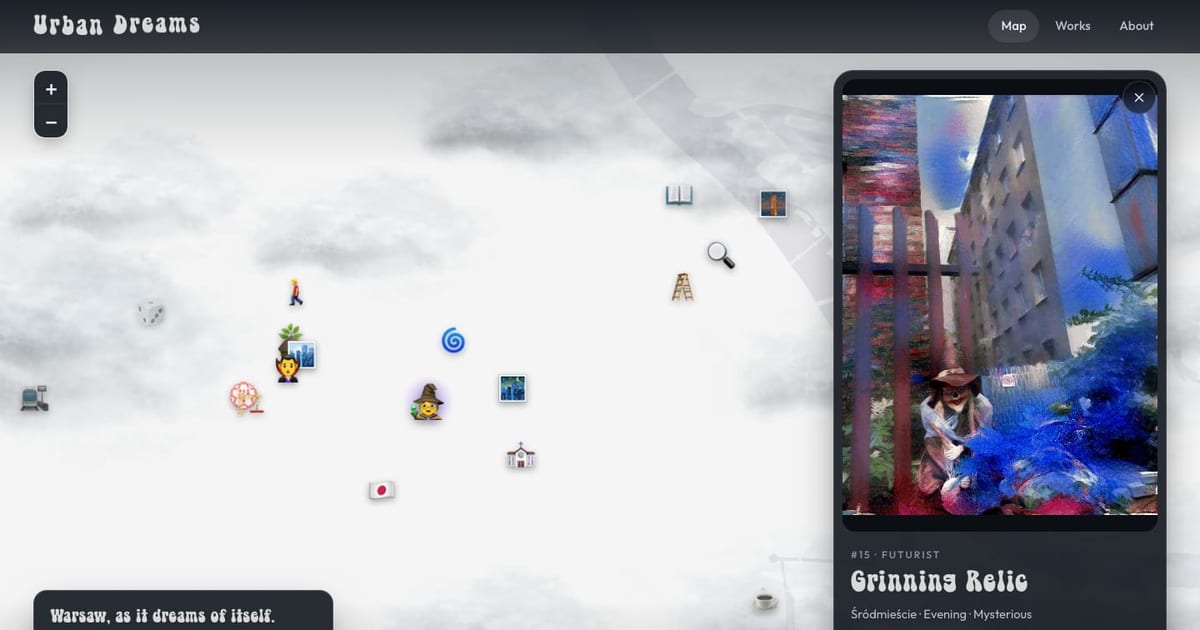 Urban Dreams
Map
Works
About
+
−
×
#15 · FUTURIST
Grinning Relic
Śródmieście · Evening · Mysterious
Warsaw, as it dreams of itself.